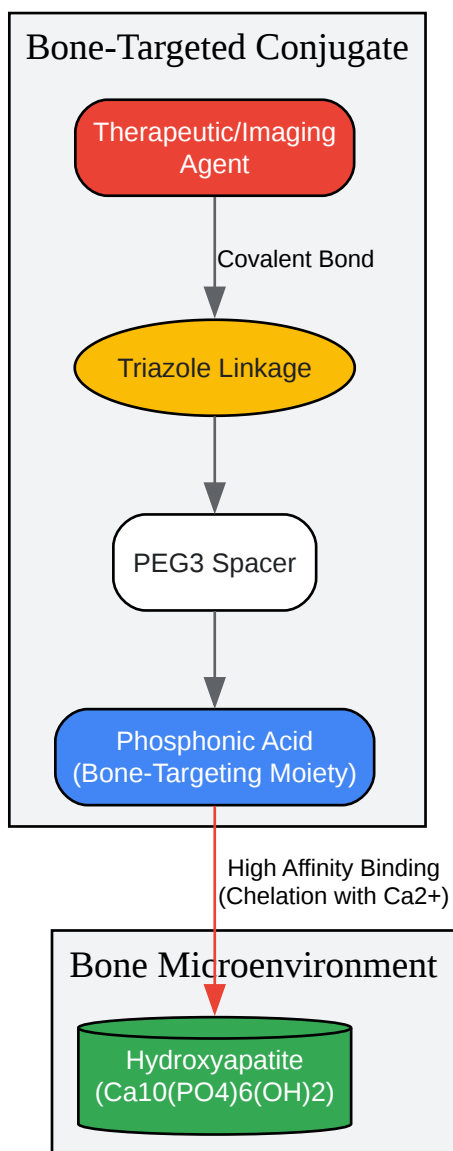 Bone-Targeted Conjugate
Therapeutic/Imaging
Agent
Covalent Bond
Triazole Linkage
PEG3 Spacer
Phosphonic Acid
(Bone-Targeting Moiety)
High Affinity Binding
(Chelation with Ca2+)
Bone Microenvironment
Hydroxyapatite
(Ca10(PO4)6(OH)2)